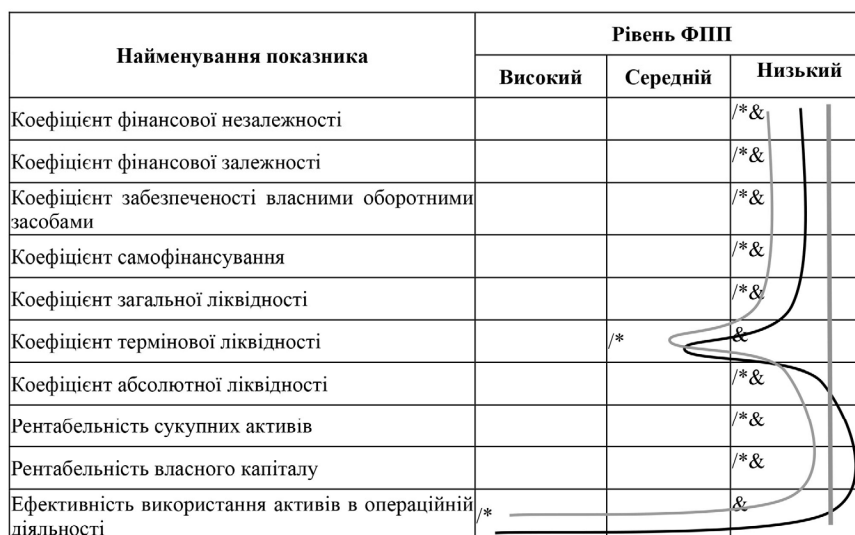 Найменування показника
Рівень ФПП
Високий Середній Низький
Коефіцієнт фінансової незалежності /*&
Коефіцієнт фінансової залежності /*&
Коефіцієнт забезпеченості власними оборотними
засобами /*&
Коефіцієнт самофінансування /*&
Коефіцієнт загальної ліквідності /*&
Коефіцієнт термінової ліквідності /* &
Коефіцієнт абсолютної ліквідності /*&
Рентабельність сукупних активів /*&
Рентабельність власного капіталу /*&
Ефективність використання активів в операційній
діяльності /* &